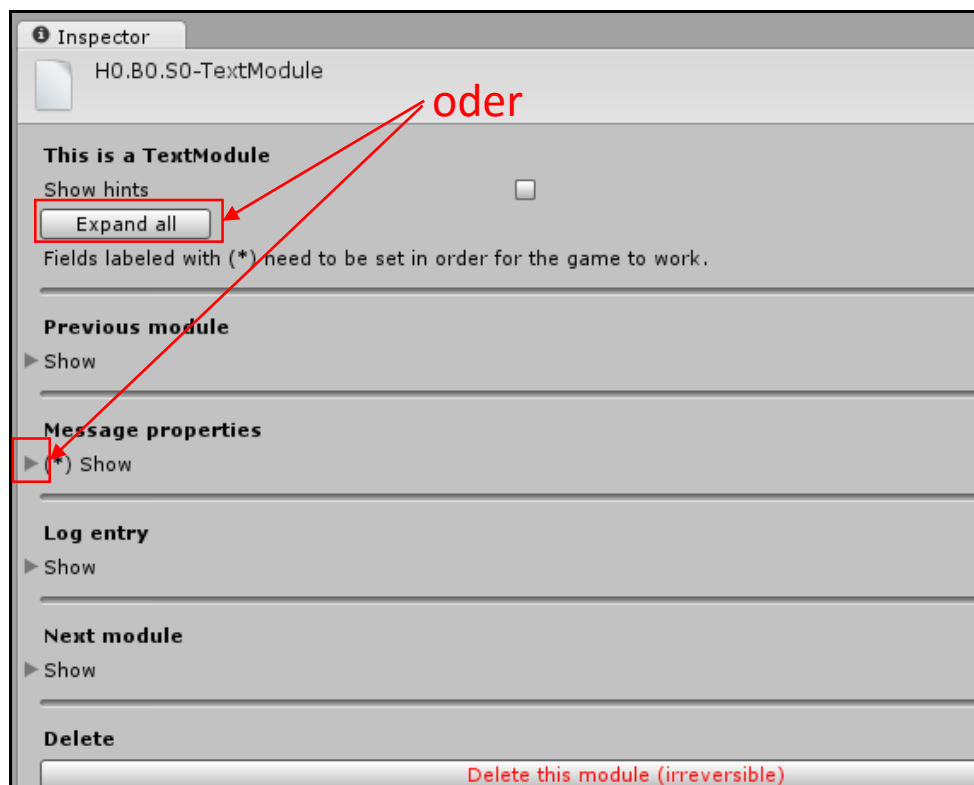 Inspector
H0.B0.S0-TextModule
oder
This is a TextModule
Show hints
Expand all
Fields labeled with (*) need to be set in order for the game to work.
Previous module
Show
Message properties
(*) Show
Log entry
Show
Next module
Show
Delete
Delete this module (irreversible)